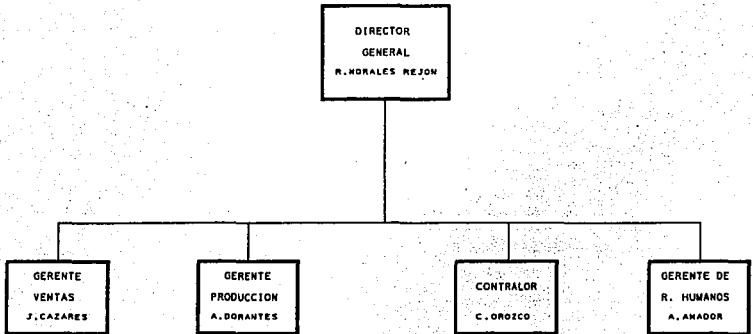 DIRECTOR
GENERAL
R.MORALES REJON
GERENTE
VENTAS
J.CAZARES
GERENTE
PRODUCCION
A.DORANTES
CONTRALOR
C.OROZCO
GERENTE DE
R. HUMANOS
A.AMADOR